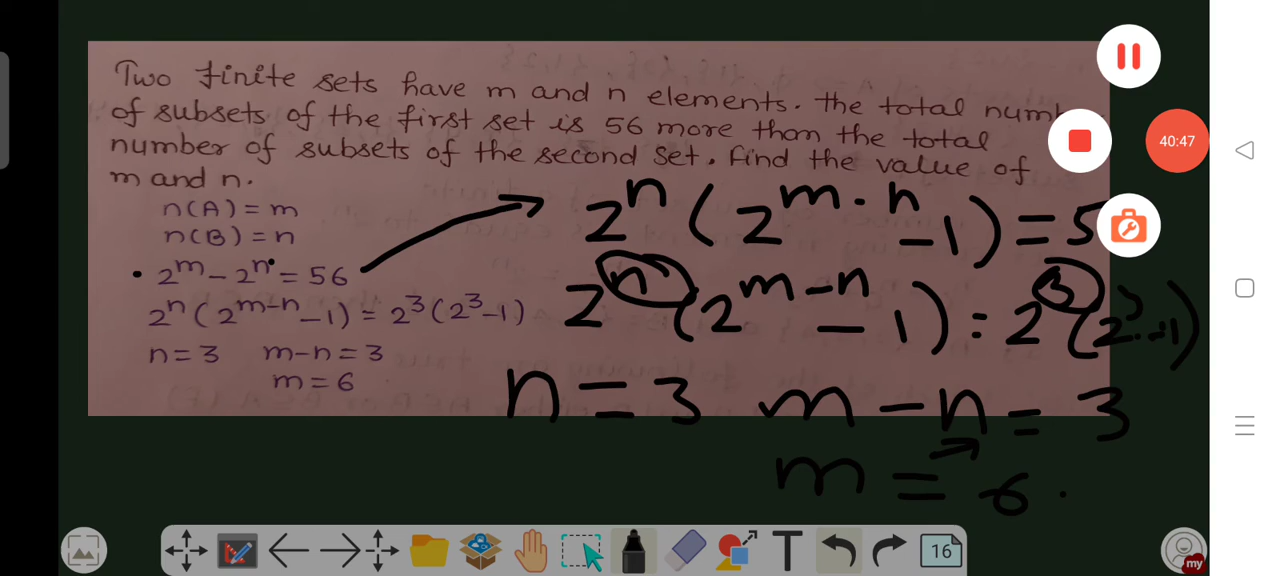 Two finite sets have m and n elements. The total numb
of subsets of the first set is 56 more than the total
number of subsets of the second set. Find the value of
m and n.
n(A) = m
n(B) = n
2^m - 2^n = 56
2^n (2^{m-n} - 1) = 2^3 (2^3 - 1)
n = 3 m-n = 3
m = 6
2^n (2^{m-n} - 1) = 5
2^n (2^{m-n} - 1) = 2^3 (2^3 - 1)
n = 3 m - n = 3
m = 6
40:47
T
16
my